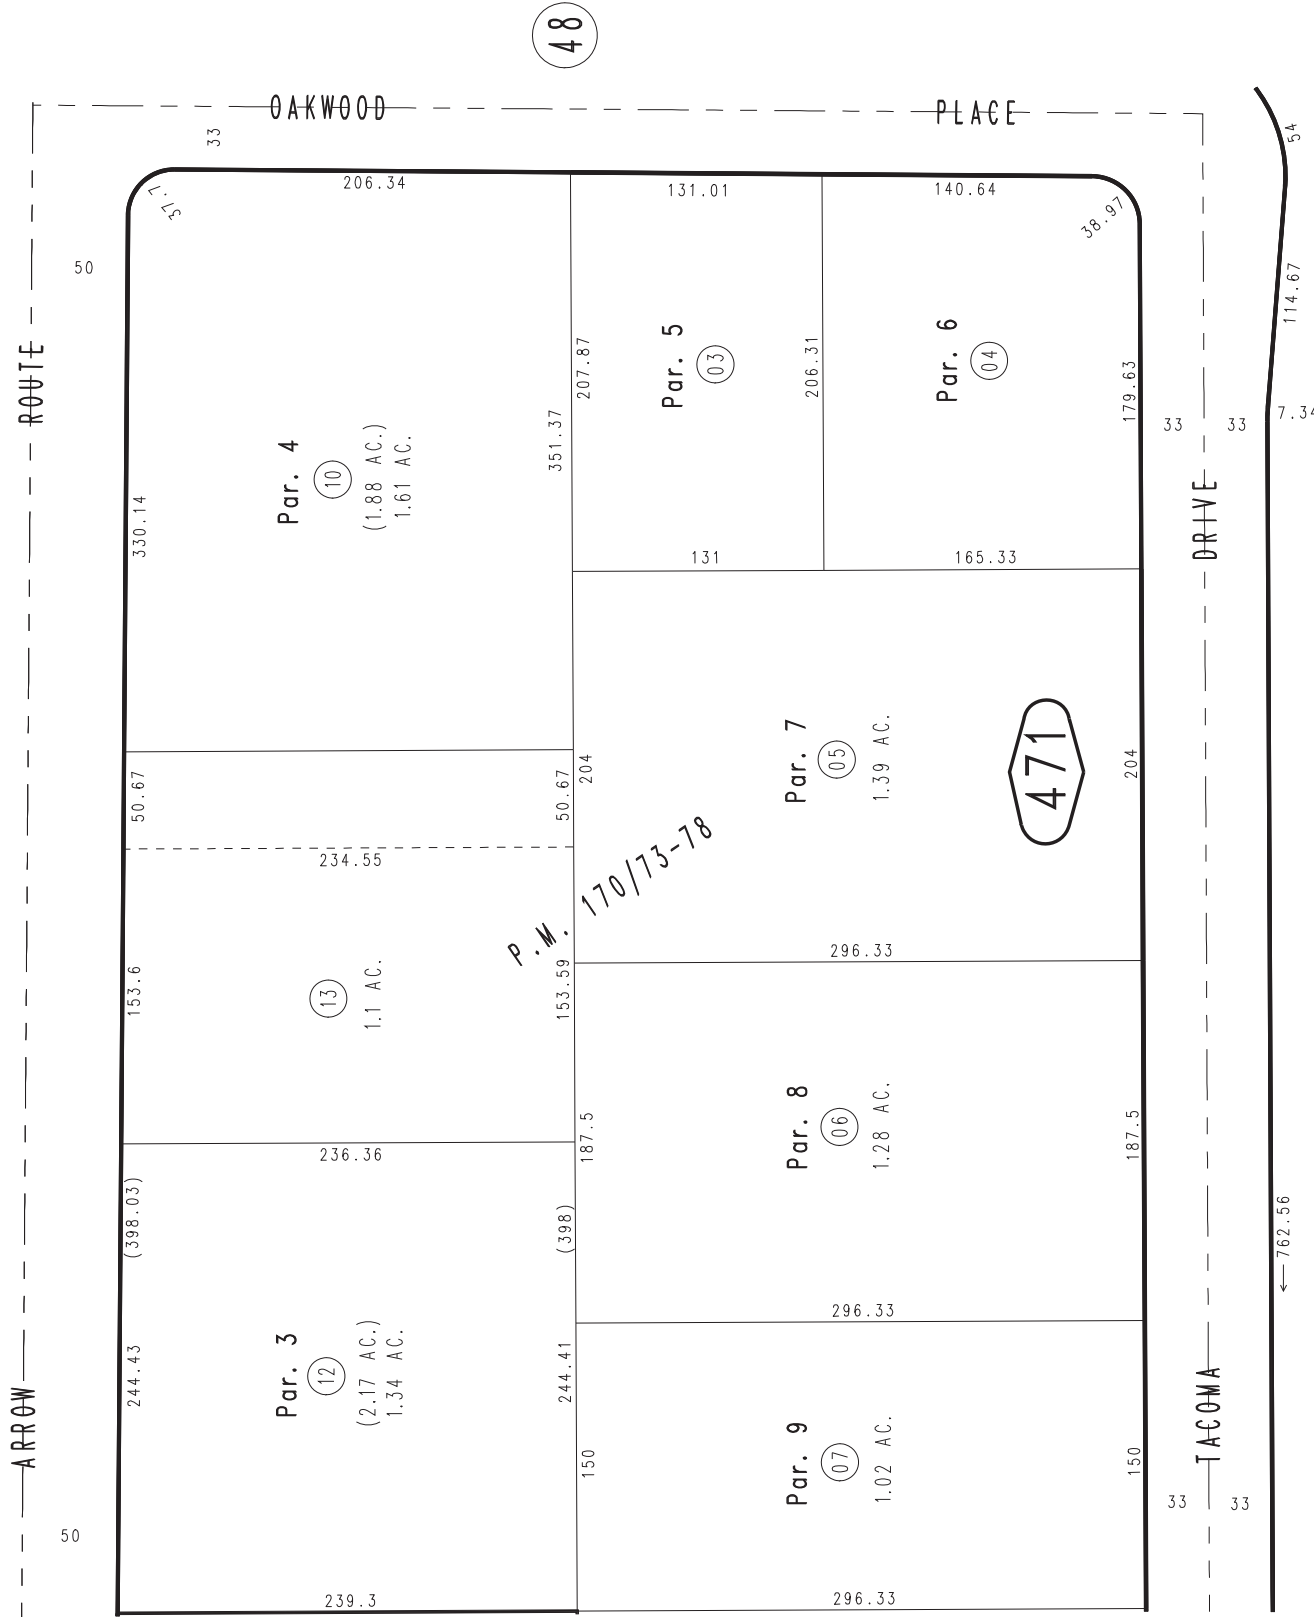 48
OAKWOOD PLACE
33
54
37.7
206.34
131.01
140.64
38.97
50
114.67
ROUTE
330.14
Par. 4
10
(1.88 AC.)
1.61 AC.
351.37
207.87
Par. 5
03
206.31
Par. 6
04
179.63
33
33
7.34
131
165.33
DRIVE
50.67
50.67
204
Par. 7
05
1.39 AC.
471
204
234.55
P.M. 170/73-78
153.6
13
1.1 AC.
153.59
296.33
236.36
187.5
Par. 8
06
1.28 AC.
187.5
(398.03)
(398)
762.56
296.33
ARROW
244.43
Par. 3
12
(2.17 AC.)
1.34 AC.
244.41
150
Par. 9
07
1.02 AC.
150
TACOMA
33
33
50
239.3
296.33